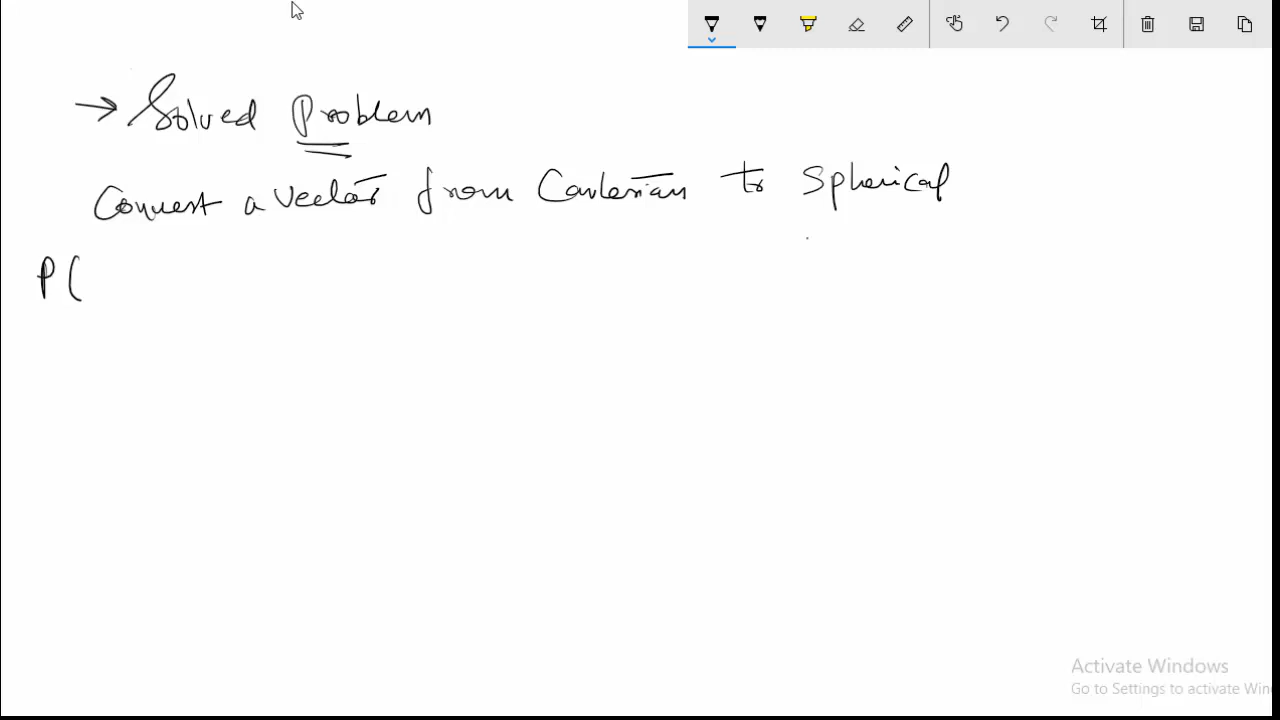 → Solved Problem
Convert a vector from Cartesian to Spherical
P(
Activate Windows
Go to Settings to activate Win